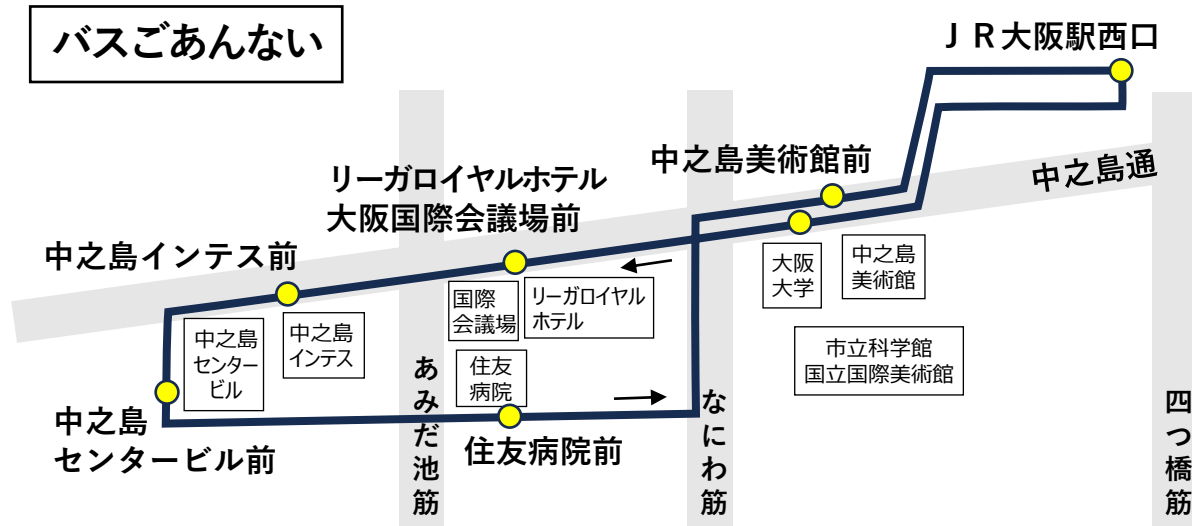 バスごあんない
ＪＲ大阪駅西口
中之島通
中之島美術館前
リーガロイヤルホテル
大阪国際会議場前
中之島インテス前
大阪
大学
中之島
美術館
国際
会議場
リーガロイヤル
ホテル
中之島
センター
ビル
中之島
インテス
市立科学館
国立国際美術館
住友
病院
中之島
センタービル前
住友病院前
あみだ池筋
なにわ筋
四つ橋筋